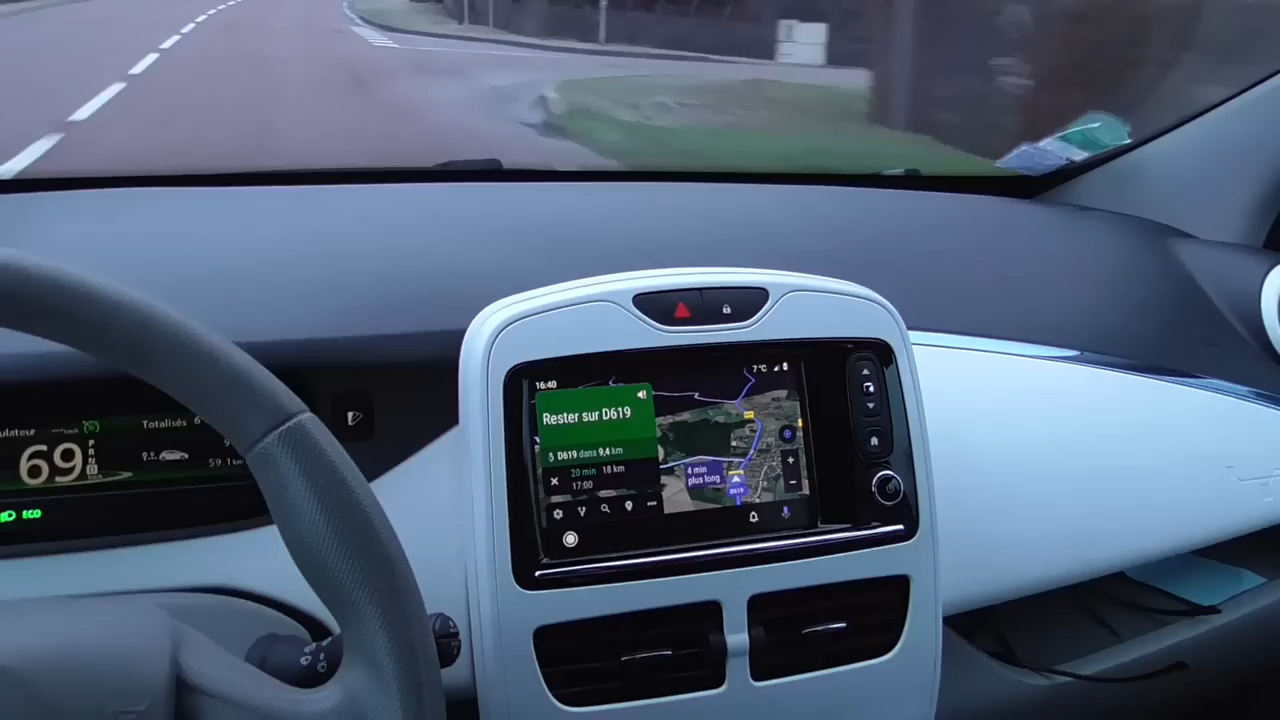 16:40
7°C
Rester sur D619
D619 dans 9,4 km
20 min 18 km
17:00
4 min
plus long
D619
Totalisés
69
P
R
N
59.1
ECO